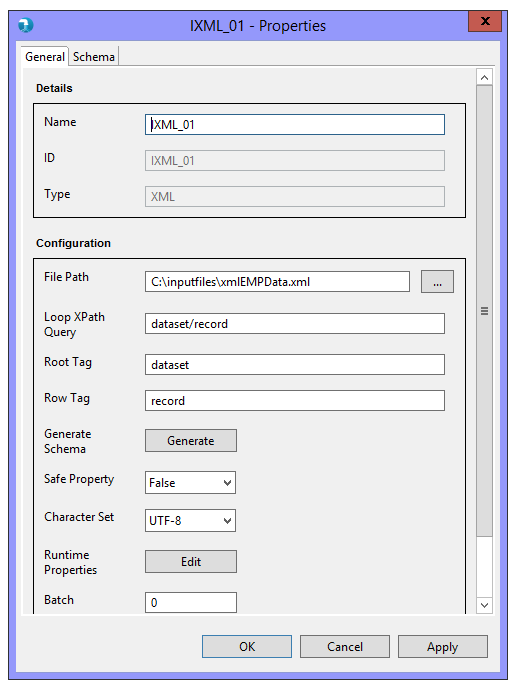 IXML_01 - Properties
x
General Schema
Details
Name IXML_01
ID IXML_01
Type XML
Configuration
File Path C:\inputfiles\xmlEMPData.xml ...
Loop XPath
Query dataset/record
Root Tag dataset
Row Tag record
Generate
Schema Generate
Safe Property False
Character Set UTF-8
Runtime
Properties Edit
Batch 0
OK Cancel Apply